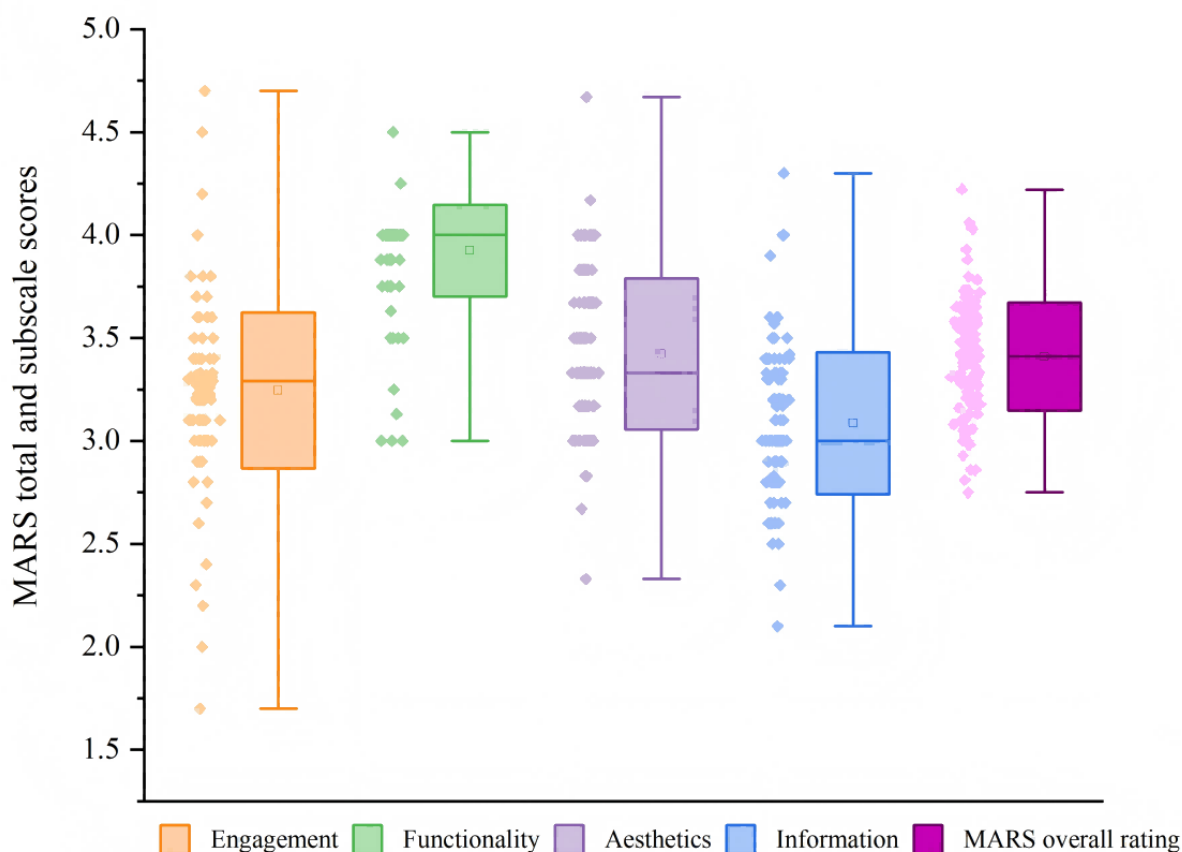 MARS total and subscale scores
5.0
4.5
4.0
3.5
3.0
2.5
2.0
1.5
Engagement
Functionality
Aesthetics
Information
MARS overall rating